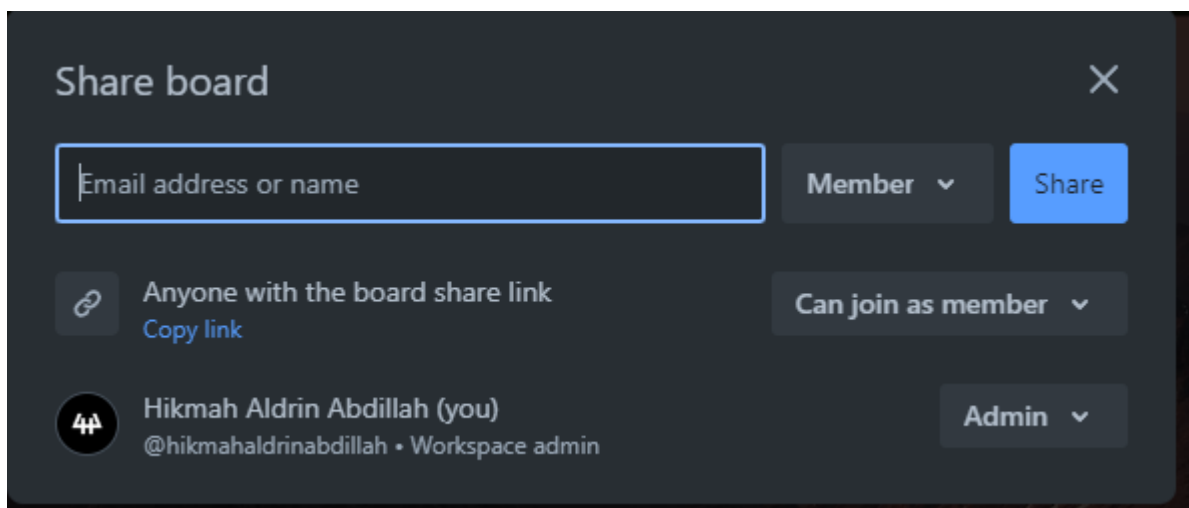 Share board
Email address or name
Member
Share
Anyone with the board share link
Copy link
Can join as member
Hikmah Aldrin Abdillah (you)
@hikmahaldrinabdillah • Workspace admin
Admin